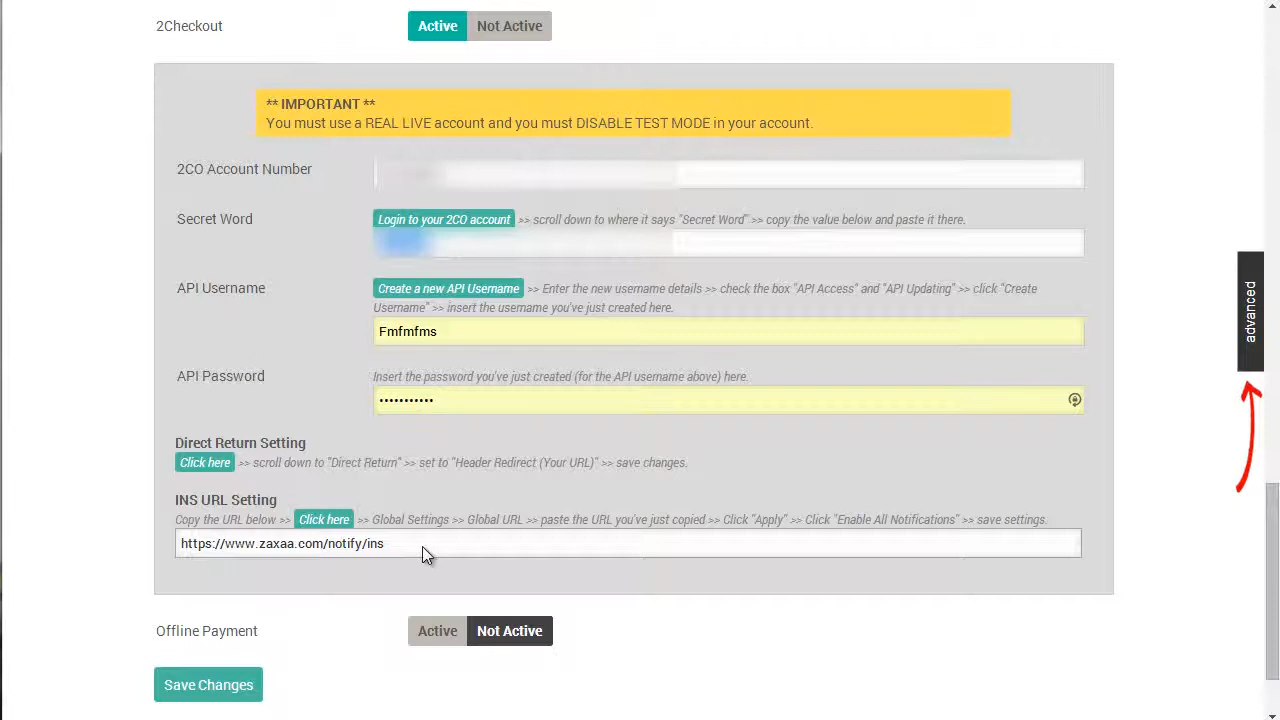 2Checkout
Active Not Active
** IMPORTANT **
You must use a REAL LIVE account and you must DISABLE TEST MODE in your account.
2CO Account Number
Secret Word
Login to your 2CO account >> scroll down to where it says "Secret Word" >> copy the value below and paste it there.
API Username
Create a new API Username >> Enter the new username details >> check the box "API Access" and "API Updating" >> click "Create
Username" >> insert the username you've just created here.
Fmfmfms
API Password
Insert the password you've just created (for the API username above) here.
•••••••••••
Direct Return Setting
Click here >> scroll down to "Direct Return" >> set to "Header Redirect (Your URL)" >> save changes.
INS URL Setting
Copy the URL below >> Click here >> Global Settings >> Global URL >> paste the URL you've just copied >> Click "Apply" >> Click "Enable All Notifications" >> save settings.
https://www.zaxaa.com/notify/ins
Offline Payment
Active Not Active
Save Changes
advanced